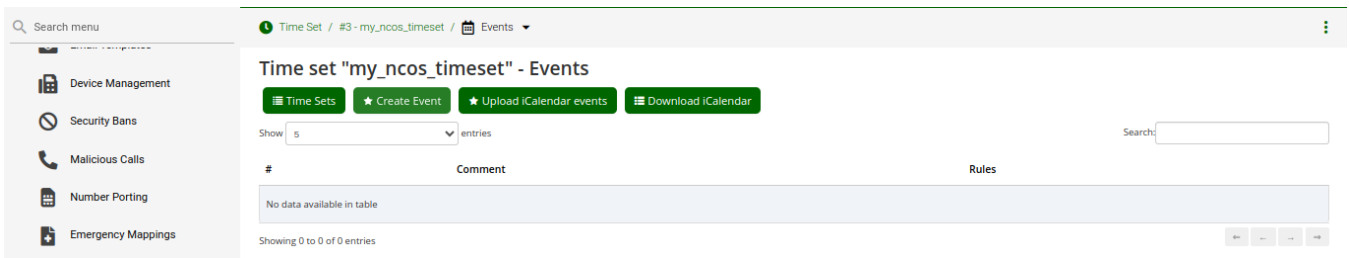 Search menu
Time Set / #3 - my_ncos_timeset / Events
Email Templates
Device Management
Security Bans
Malicious Calls
Number Porting
Emergency Mappings
Time set "my_ncos_timeset" - Events
Time Sets Create Event Upload iCalendar events Download iCalendar
Show 5 entries Search:
# Comment Rules
No data available in table
Showing 0 to 0 of 0 entries ⇐ ← → ⇒